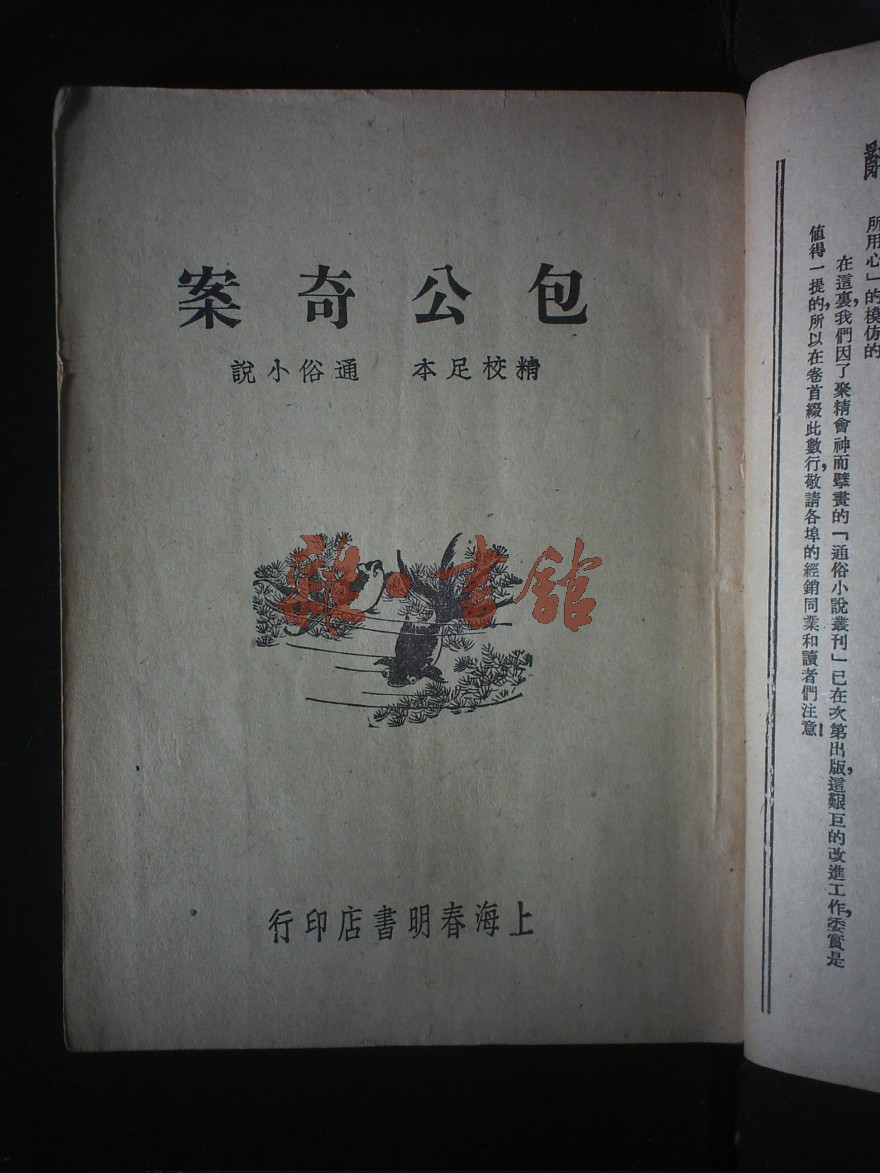 包公奇案
精校足本 通俗小說
雜·書館
上海春明書店印行
辭
所用心」的模仿的
在這裏,我們因了聚精會神而擘畫的「通俗小說叢刊」已在次第出版,這艱巨的改進工作,委實是
值得一提的,所以在卷首綴此數行,敬請各埠的經銷同業和讀者們注意!